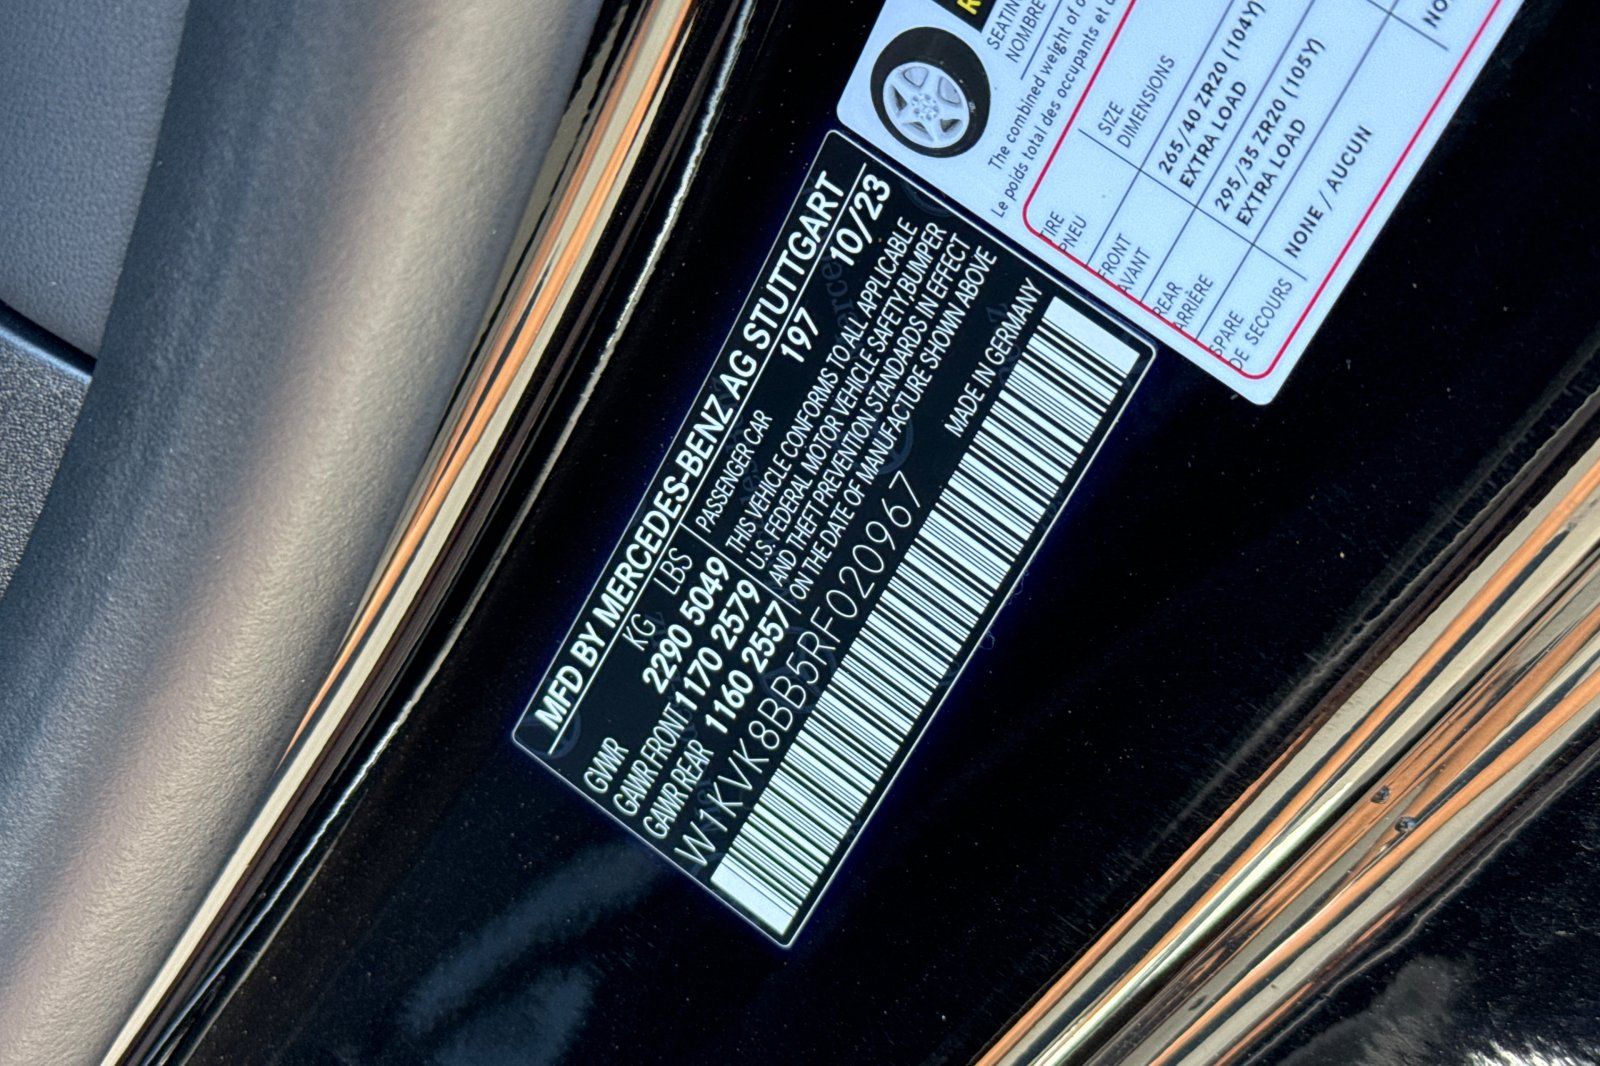 MFD BY MERCEDES-BENZ AG STUTTGART
KG LBS PASSENGER CAR 197 10/23
GVWR 2290 5049 THIS VEHICLE CONFORMS TO ALL APPLICABLE
GAWR FRONT 1170 2579 U.S. FEDERAL MOTOR VEHICLE SAFETY,BUMPER
GAWR REAR 1160 2557 AND THEFT PREVENTION STANDARDS IN EFFECT
ON THE DATE OF MANUFACTURE SHOWN ABOVE
W1KVK8BB5RF020967 MADE IN GERMANY
SEATIN
NOMBRE
The combined weight of
Le poids total des occupants et
TIRE SIZE
PNEU DIMENSIONS
FRONT 265/40 ZR20 (104Y)
AVANT EXTRA LOAD
REAR 295/35 ZR20 (105Y)
ARRIÈRE EXTRA LOAD
SPARE NONE / AUCUN
DE SECOURS